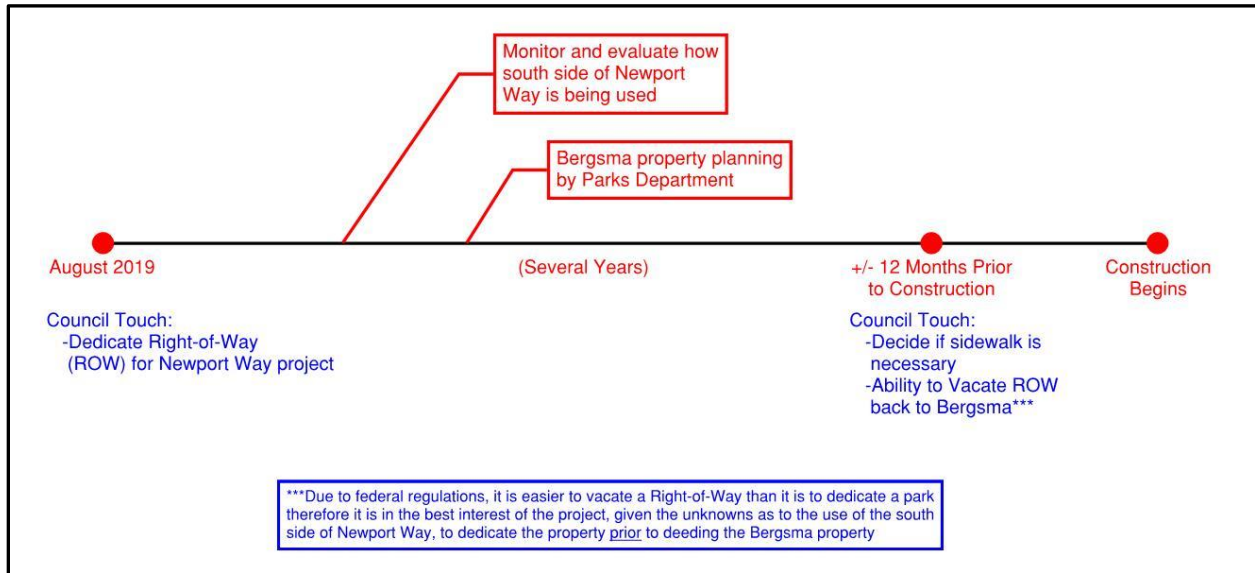 Monitor and evaluate how
south side of Newport
Way is being used
Bergsma property planning
by Parks Department
August 2019
(Several Years)
+/- 12 Months Prior
to Construction
Construction
Begins
Council Touch:
-Dedicate Right-of-Way
(ROW) for Newport Way project
Council Touch:
-Decide if sidewalk is
necessary
-Ability to Vacate ROW
back to Bergsma***
***Due to federal regulations, it is easier to vacate a Right-of-Way than it is to dedicate a park
therefore it is in the best interest of the project, given the unknowns as to the use of the south
side of Newport Way, to dedicate the property prior to deeding the Bergsma property